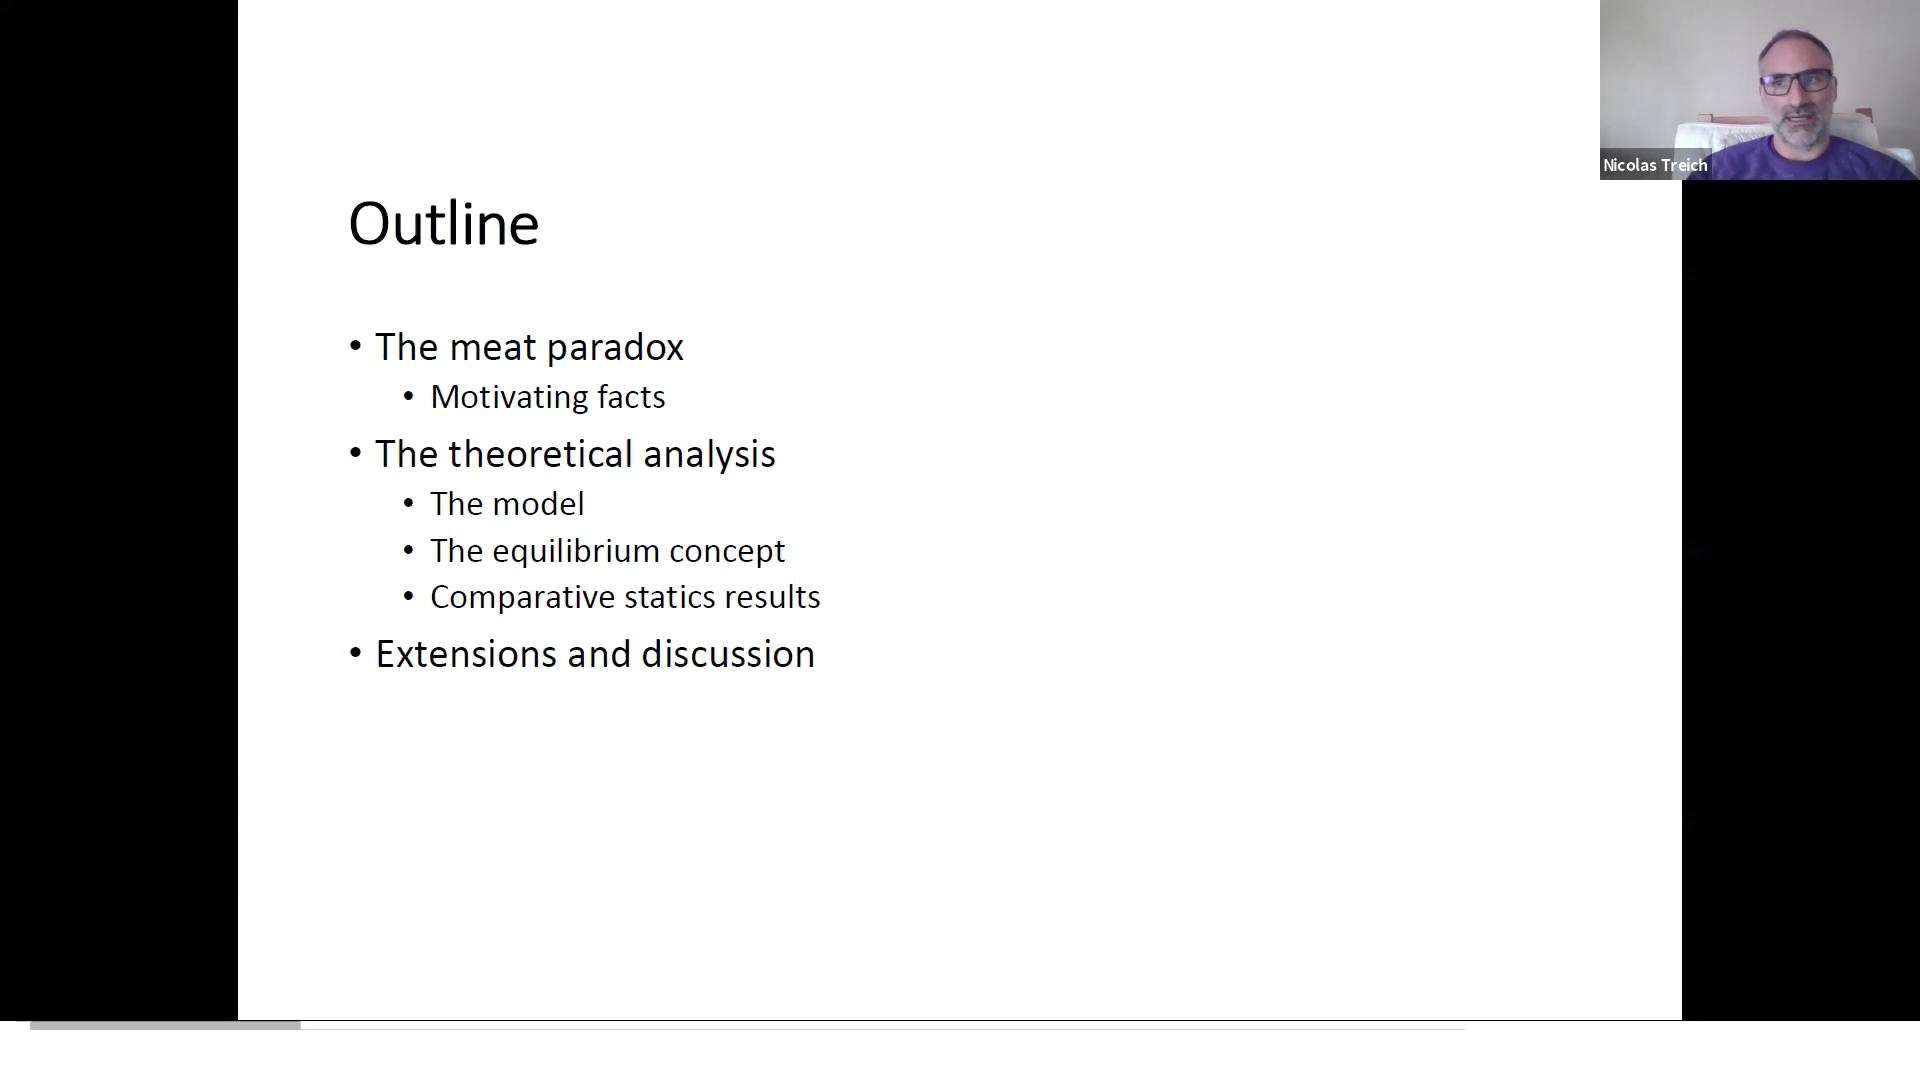 Nicolas Treich
Outline
• The meat paradox
• Motivating facts
• The theoretical analysis
• The model
• The equilibrium concept
• Comparative statics results
• Extensions and discussion